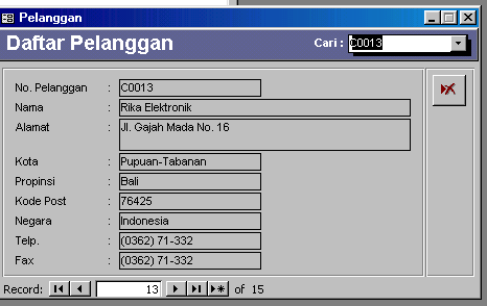 Pelanggan
Daftar Pelanggan Cari : C0013
No. Pelanggan : C0013
Nama : Rika Elektronik
Alamat : Jl. Gajah Mada No. 16
Kota : Pupuan-Tabanan
Propinsi : Bali
Kode Post : 76425
Negara : Indonesia
Telp. : (0362) 71-332
Fax : (0362) 71-332
Record: 13 of 15